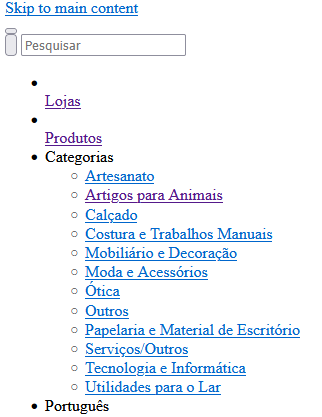 Skip to main content
Pesquisar
Lojas
Produtos
Categorias
Artesanato
Artigos para Animais
Calçado
Costura e Trabalhos Manuais
Mobiliário e Decoração
Moda e Acessórios
Ótica
Outros
Papelaria e Material de Escritório
Serviços/Outros
Tecnologia e Informática
Utilidades para o Lar
Português